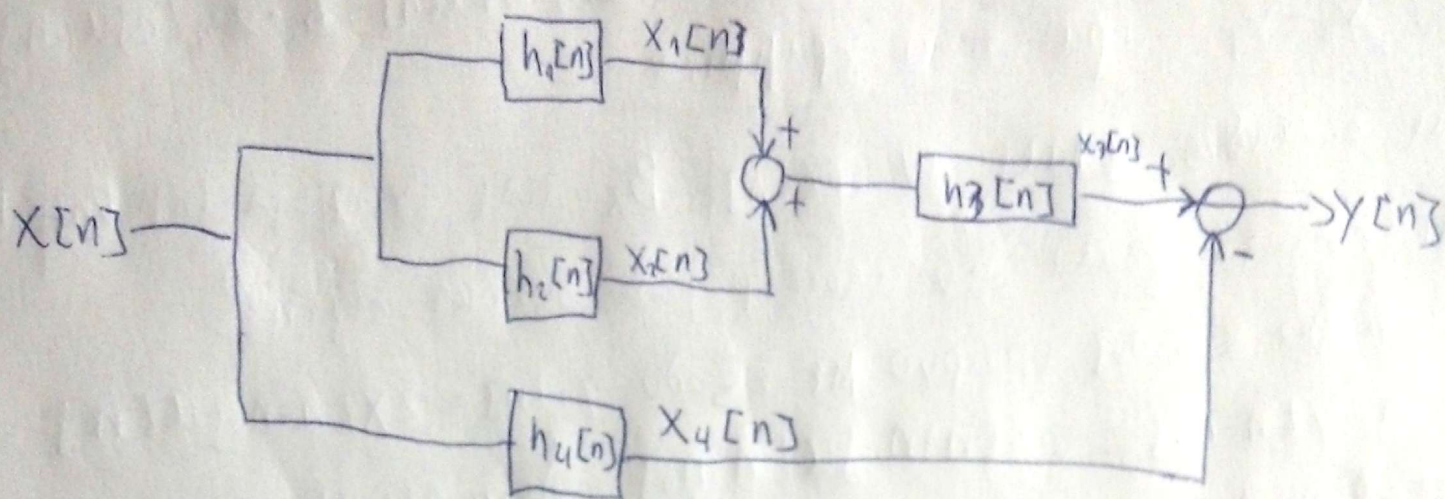 h₁[n]
X₁[n]
+
+
X[n]
h₂[n]
X₂[n]
h3[n]
x₃[n]
+
Y[n]
-
h₄[n]
X₄[n]